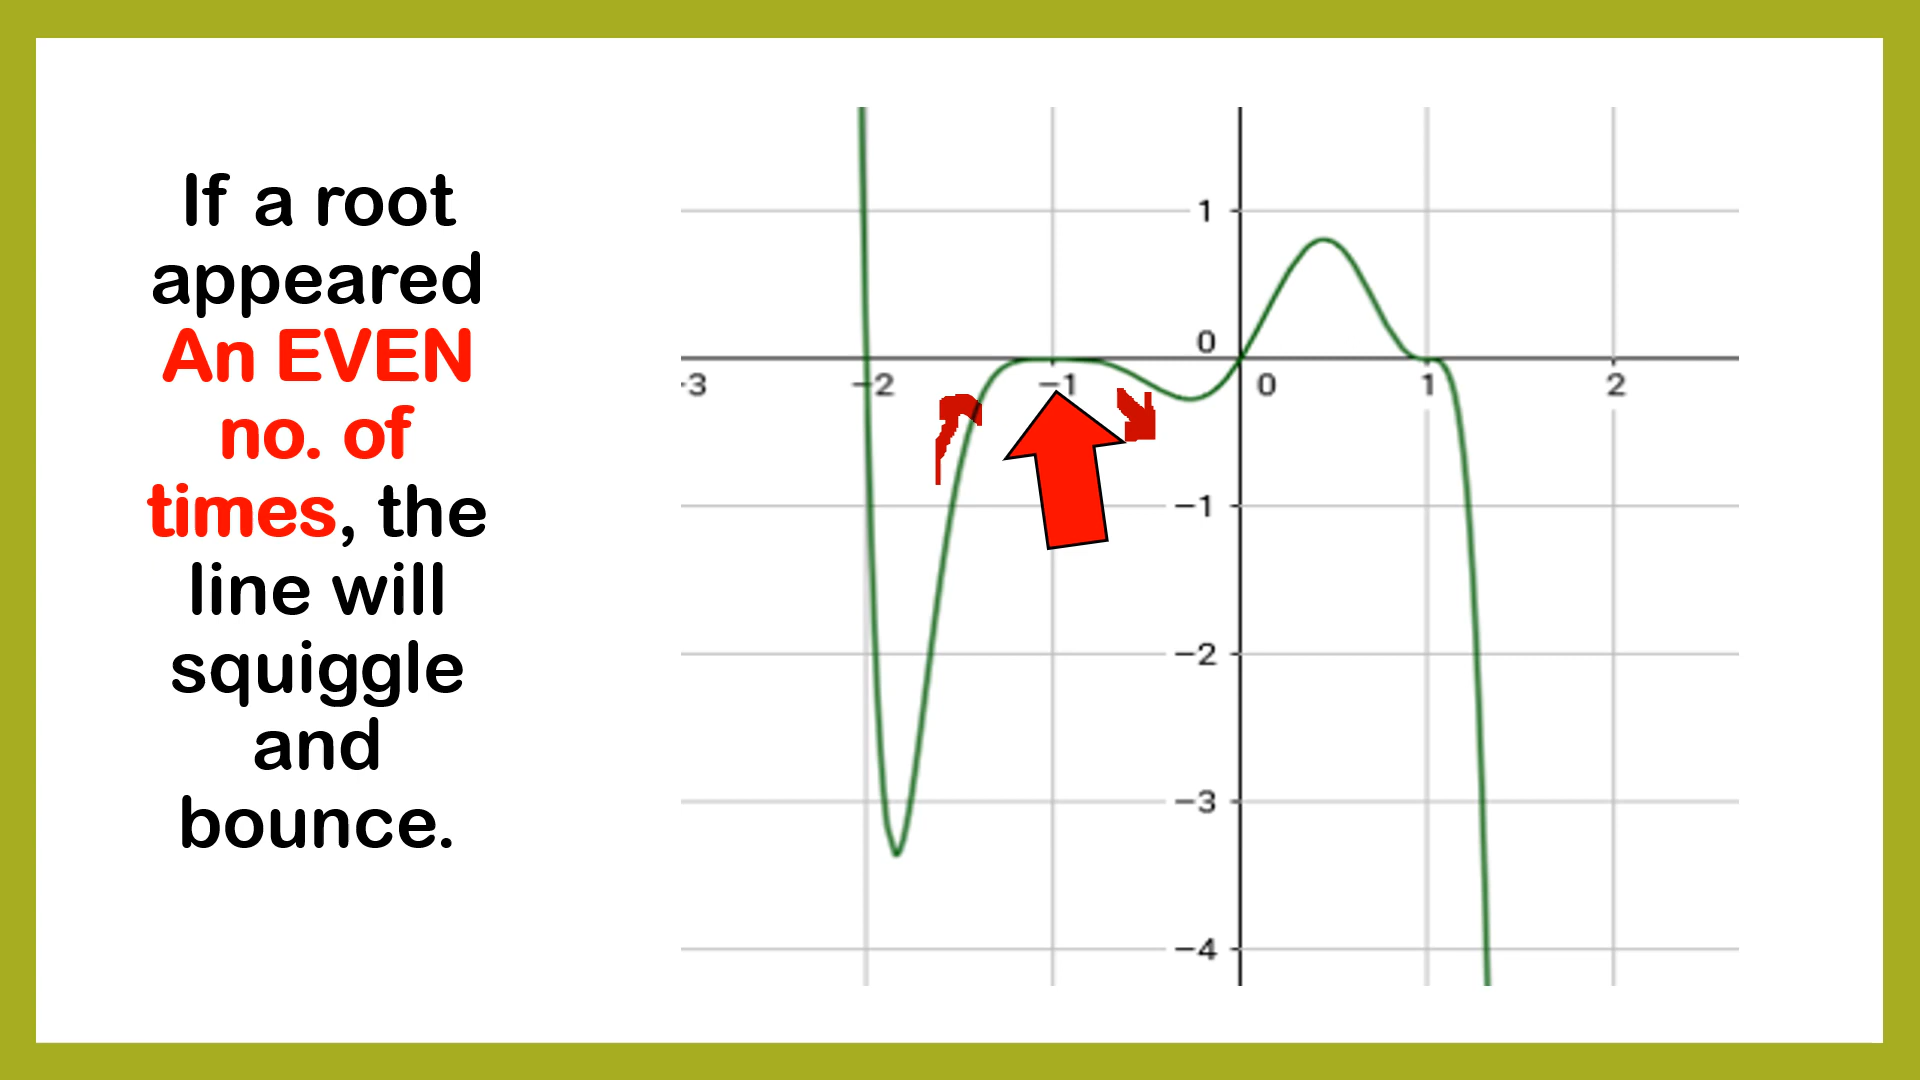 If a root
appeared
An EVEN
no. of
times, the
line will
squiggle
and
bounce.
1
0
-3
−2
−1
0
1
2
−1
−2
−3
−4